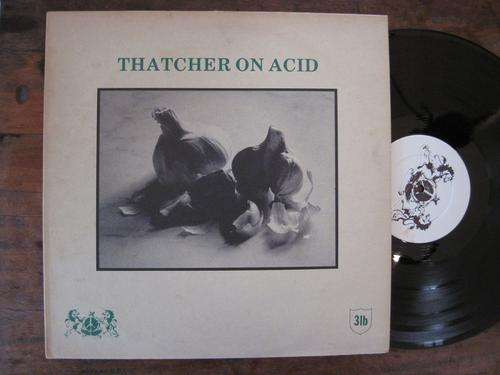 THATCHER ON ACID
3lb